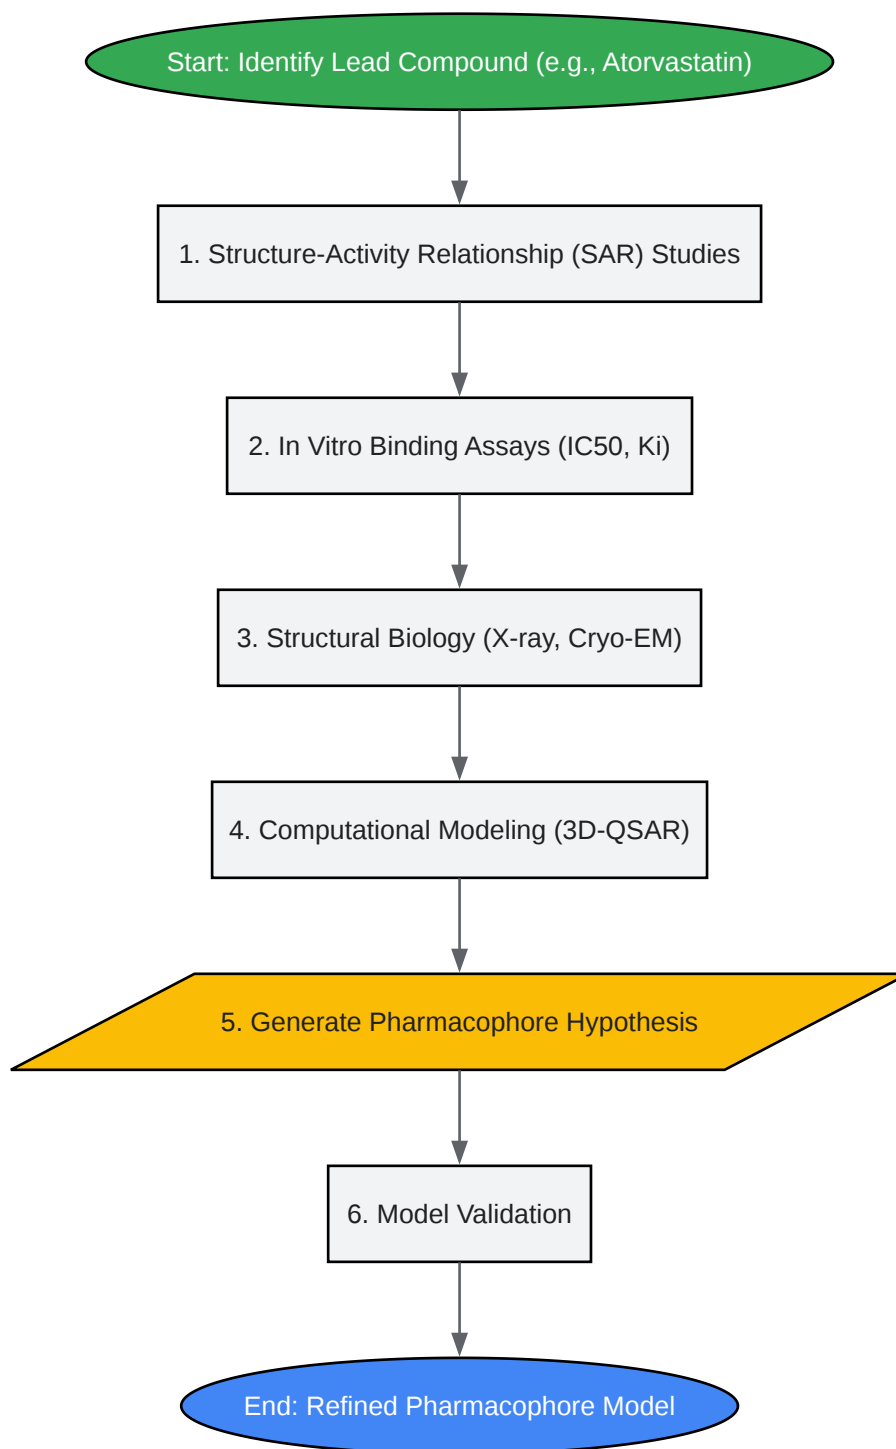 Start: Identify Lead Compound (e.g., Atorvastatin)
1. Structure-Activity Relationship (SAR) Studies
2. In Vitro Binding Assays (IC50, Ki)
3. Structural Biology (X-ray, Cryo-EM)
4. Computational Modeling (3D-QSAR)
5. Generate Pharmacophore Hypothesis
6. Model Validation
End: Refined Pharmacophore Model